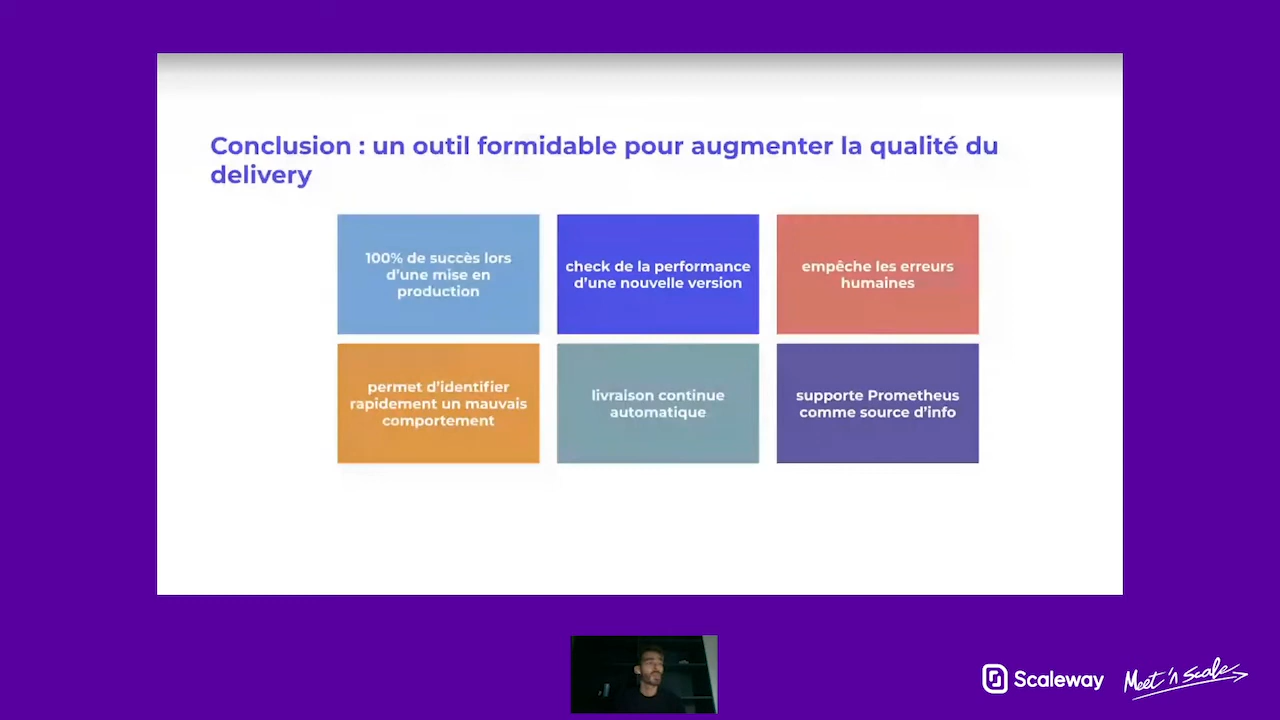 Conclusion : un outil formidable pour augmenter la qualité du
delivery
100% de succès lors
d'une mise en
production
check de la performance
d'une nouvelle version
empêche les erreurs
humaines
permet d'identifier
rapidement un mauvais
comportement
livraison continue
automatique
supporte Prometheus
comme source d'info
Scaleway
Meet 'n Scale